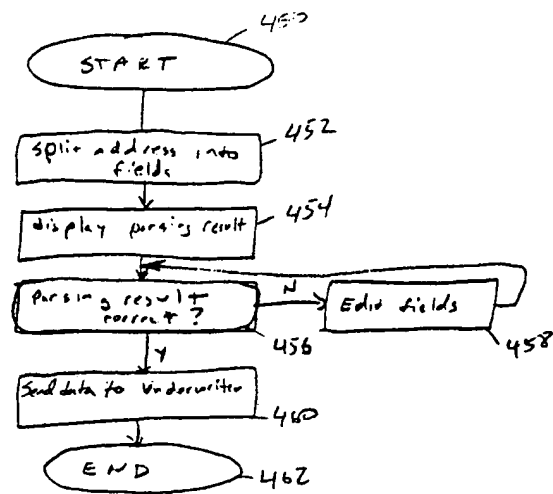 450
START
452
Split address into
fields
454
display parsing result
parsing result
correct?
N
Edit fields
456
458
Y
Send data to Underwriter
460
END
462